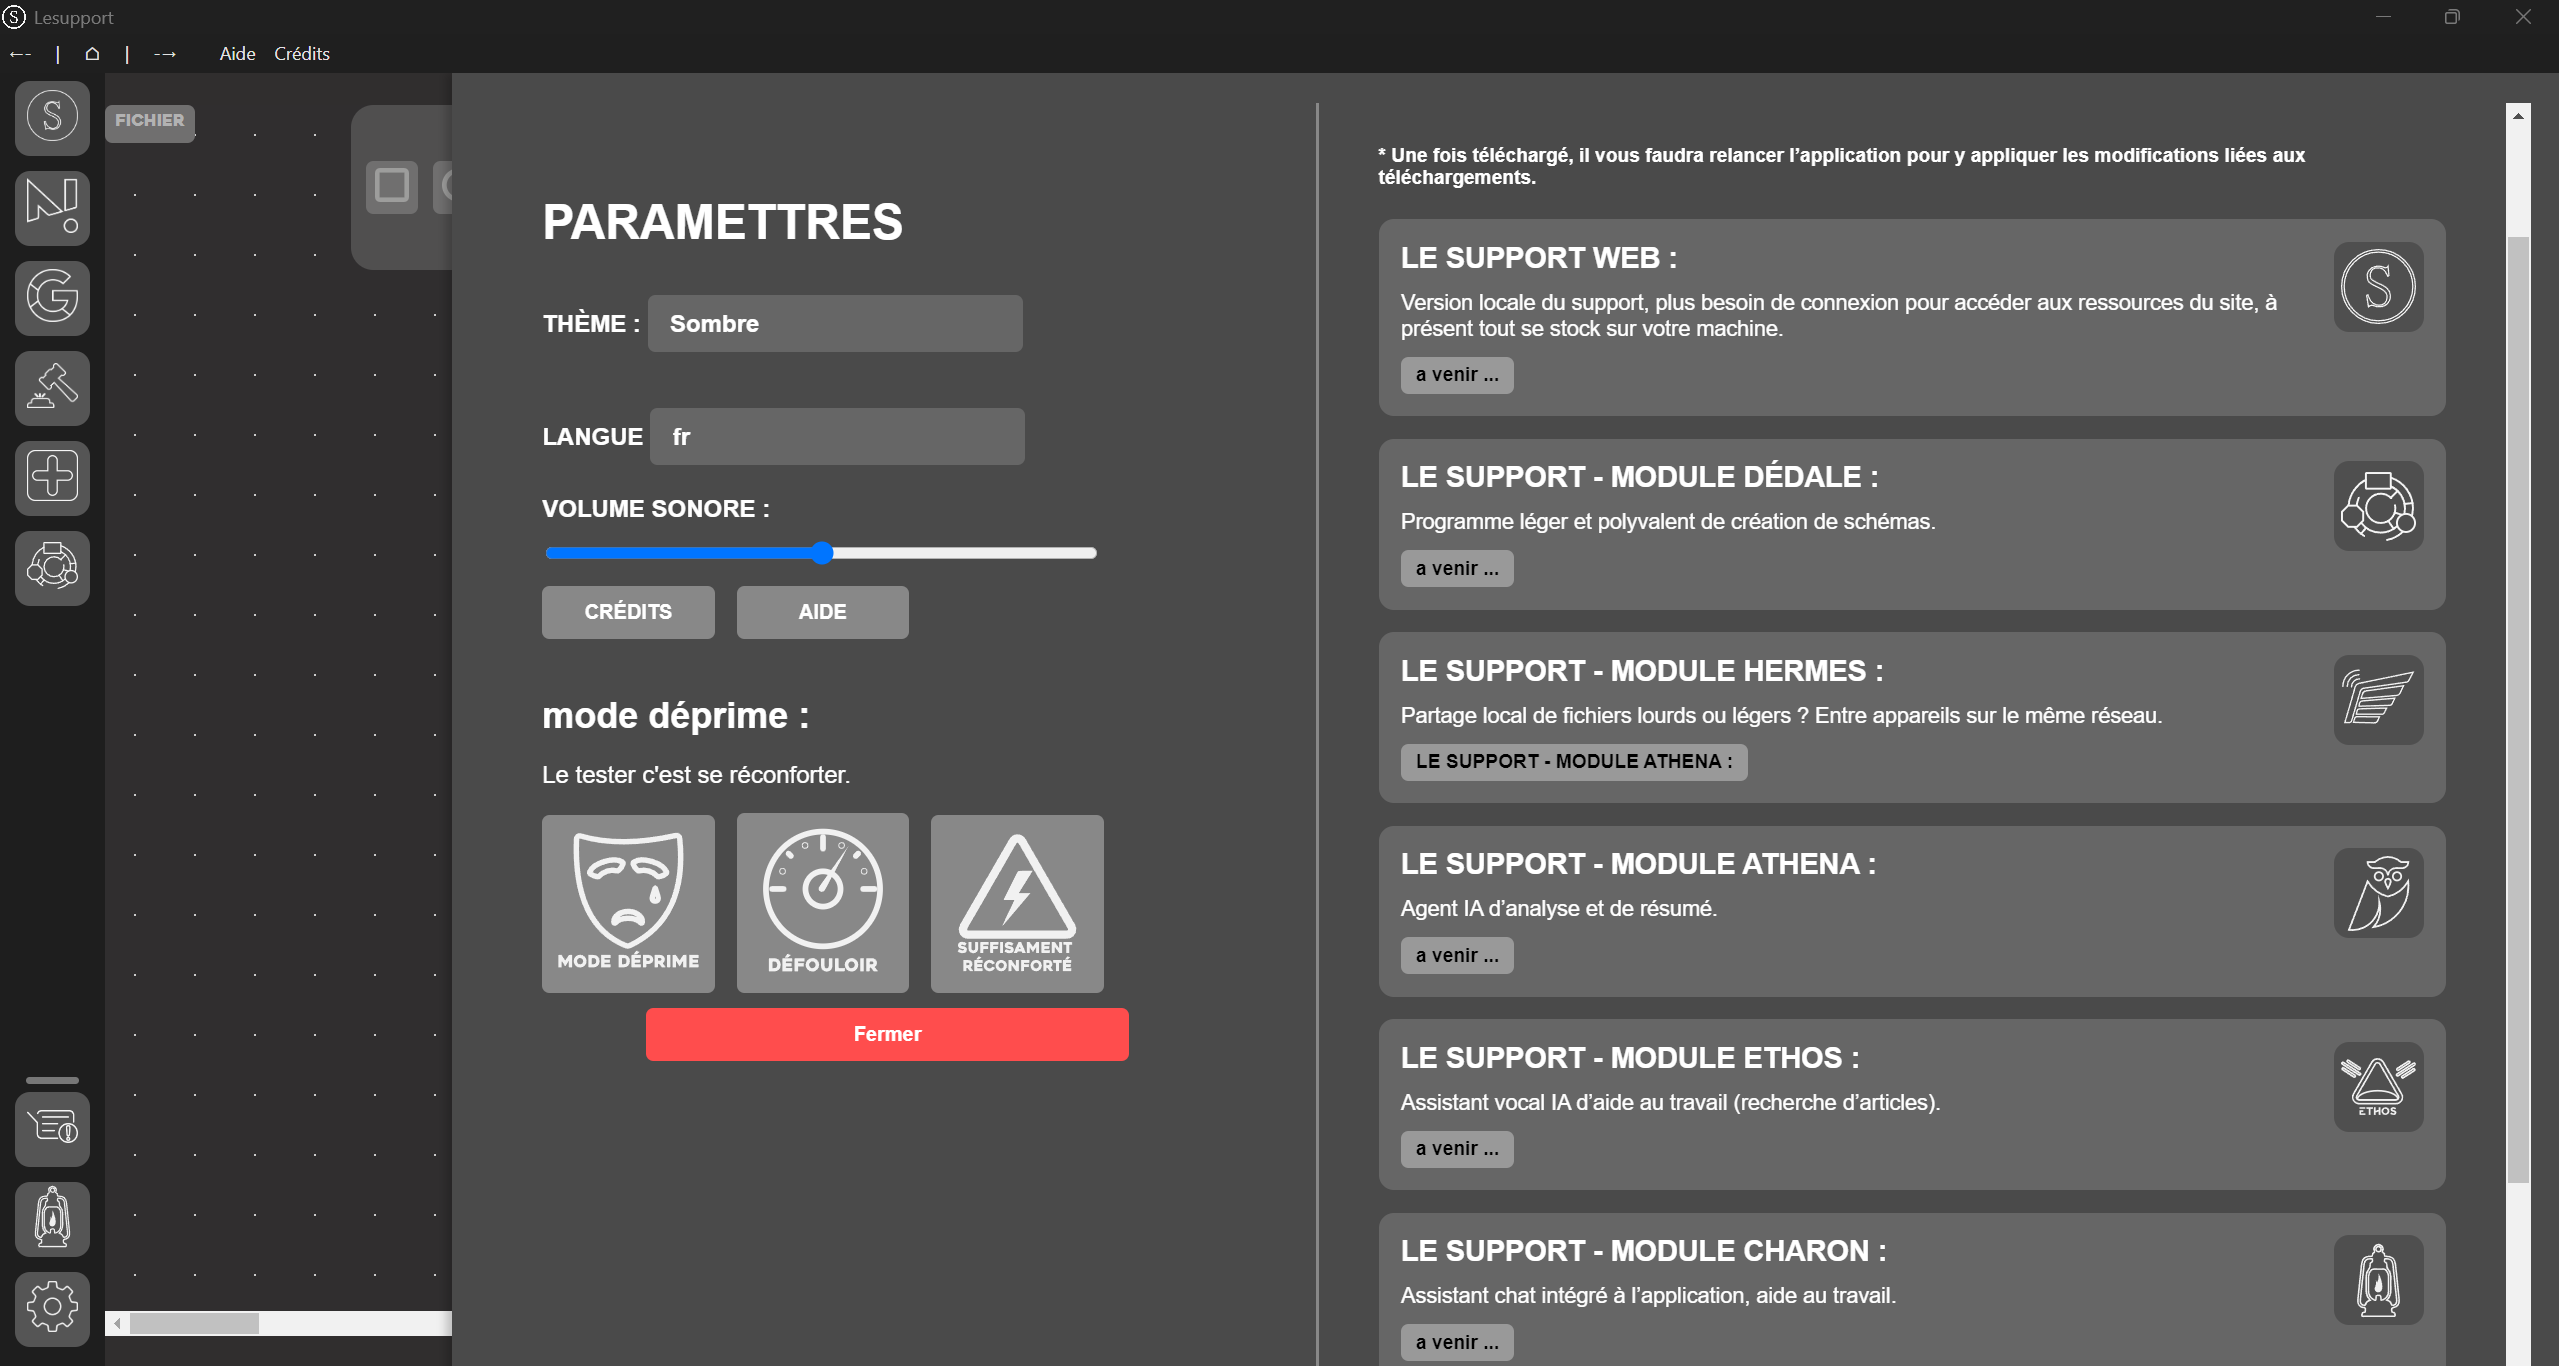 Lesupport
Aide Crédits
FICHIER
PARAMETTRES
THÈME : Sombre
LANGUE fr
VOLUME SONORE :
CRÉDITS AIDE
mode déprime :
Le tester c'est se réconforter.
MODE DÉPRIME
DÉFOULOIR
SUFFISAMENT
RÉCONFORTÉ
Fermer
* Une fois téléchargé, il vous faudra relancer l’application pour y appliquer les modifications liées aux
téléchargements.
LE SUPPORT WEB :
Version locale du support, plus besoin de connexion pour accéder aux ressources du site, à
présent tout se stock sur votre machine.
a venir ...
LE SUPPORT - MODULE DÉDALE :
Programme léger et polyvalent de création de schémas.
a venir ...
LE SUPPORT - MODULE HERMES :
Partage local de fichiers lourds ou légers ? Entre appareils sur le même réseau.
LE SUPPORT - MODULE ATHENA :
LE SUPPORT - MODULE ATHENA :
Agent IA d’analyse et de résumé.
a venir ...
LE SUPPORT - MODULE ETHOS :
Assistant vocal IA d’aide au travail (recherche d’articles).
a venir ...
ETHOS
LE SUPPORT - MODULE CHARON :
Assistant chat intégré à l’application, aide au travail.
a venir ...